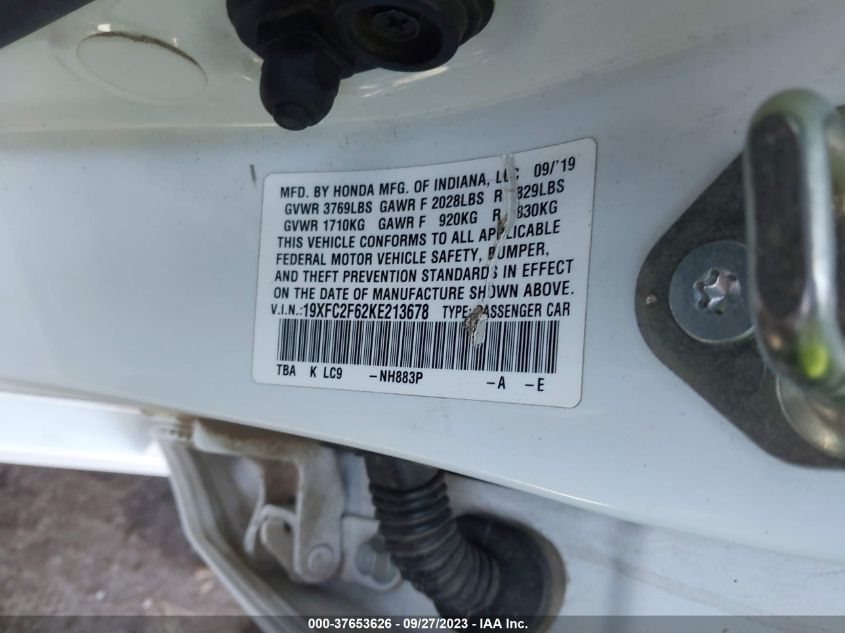 MFD. BY HONDA MFG. OF INDIANA, LLC 09/'19
GVWR 3769LBS GAWR F 2028LBS R 829LBS
GVWR 1710KG GAWR F 920KG R 830KG
THIS VEHICLE CONFORMS TO ALL APPLICABLE
FEDERAL MOTOR VEHICLE SAFETY, BUMPER,
AND THEFT PREVENTION STANDARDS IN EFFECT
ON THE DATE OF MANUFACTURE SHOWN ABOVE.
V.I.N.:19XFC2F62KE213678 TYPE:PASSENGER CAR
TBA K LC9 -NH883P -A -E
000-37653626 / 09/27/2023 / IAA, Inc.